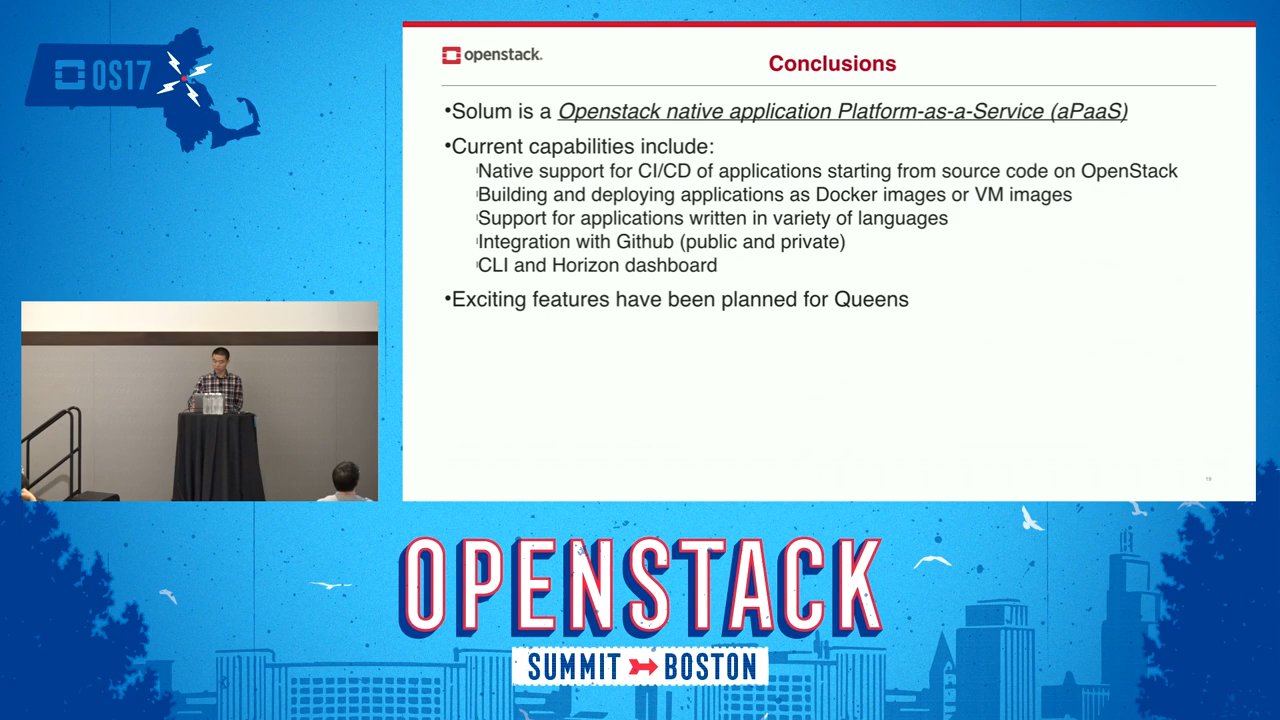 OS17
openstack.
Conclusions
•Solum is a Openstack native application Platform-as-a-Service (aPaaS)
•Current capabilities include:
Native support for CI/CD of applications starting from source code on OpenStack
Building and deploying applications as Docker images or VM images
Support for applications written in variety of languages
Integration with Github (public and private)
CLI and Horizon dashboard
•Exciting features have been planned for Queens
19
OPENSTACK
SUMMIT BOSTON